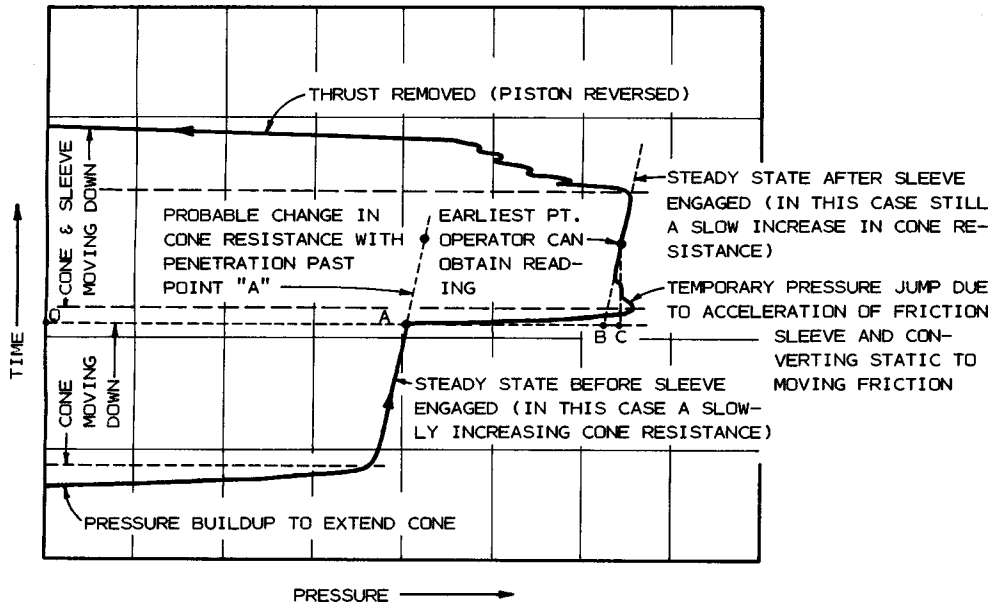 THRUST REMOVED (PISTON REVERSED)
CONE & SLEEVE
MOVING DOWN
PROBABLE CHANGE IN
CONE RESISTANCE WITH
PENETRATION PAST
POINT "A"
EARLIEST PT.
OPERATOR CAN
OBTAIN READ-
ING
STEADY STATE AFTER SLEEVE
ENGAGED (IN THIS CASE STILL
A SLOW INCREASE IN CONE RE-
SISTANCE)
TEMPORARY PRESSURE JUMP DUE
TO ACCELERATION OF FRICTION
SLEEVE AND CON-
VERTING STATIC TO
MOVING FRICTION
O
A
B C
TIME
CONE
MOVING
DOWN
STEADY STATE BEFORE SLEEVE
ENGAGED (IN THIS CASE A SLOW-
LY INCREASING CONE RESISTANCE)
PRESSURE BUILDUP TO EXTEND CONE
PRESSURE